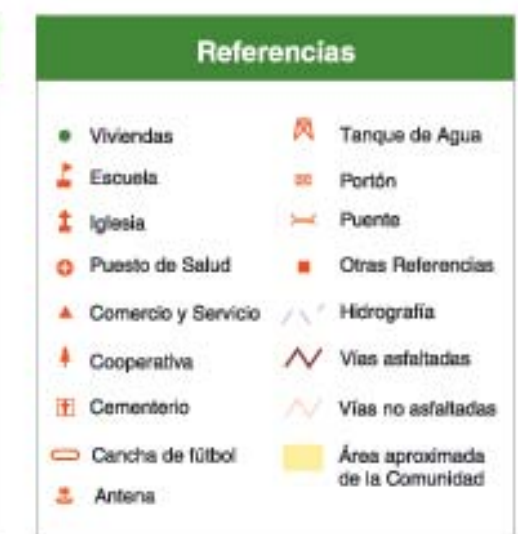 Referencias
Viviendas
Escuela
Iglesia
Puesto de Salud
Comercio y Servicio
Cooperativa
Cementerio
Cancha de fútbol
Antena
Tanque de Agua
Portón
Puente
Otras Referencias
Hidrografía
Vías asfaltadas
Vías no asfaltadas
Área aproximada
de la Comunidad